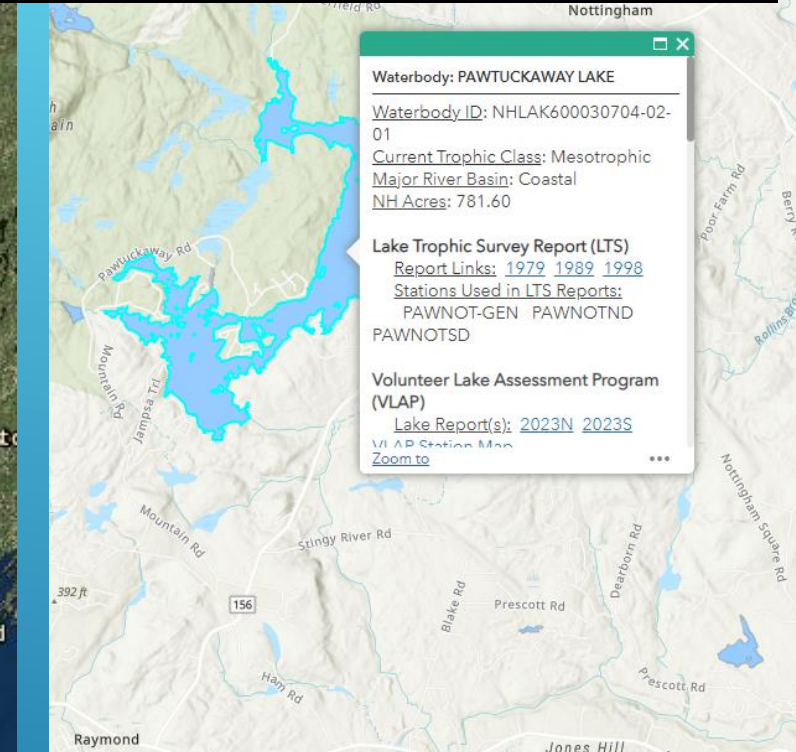 Nottingham
Waterbody: PAWTUCKAWAY LAKE
Waterbody ID: NHLAK600030704-02-
01
Current Trophic Class: Mesotrophic
Major River Basin: Coastal
NH Acres: 781.60
Lake Trophic Survey Report (LTS)
Report Links: 1979 1989 1998
Stations Used in LTS Reports:
PAWNOT-GEN PAWNOTND
PAWNOTSD
Volunteer Lake Assessment Program
(VLAP)
Lake Report(s): 2023N 2023S
VLAP Station Map
Zoom to
Pawtuckaway Rd
Mountain Rd
Jampsa Trl
Poor Farm Rd
Mountain Rd
Stingy River Rd
Nottingham Square Rd
Dearborn Rd
392 ft
156
Blake Rd
Prescott Rd
Ham Rd
Prescott Rd
Raymond
Jones Hill